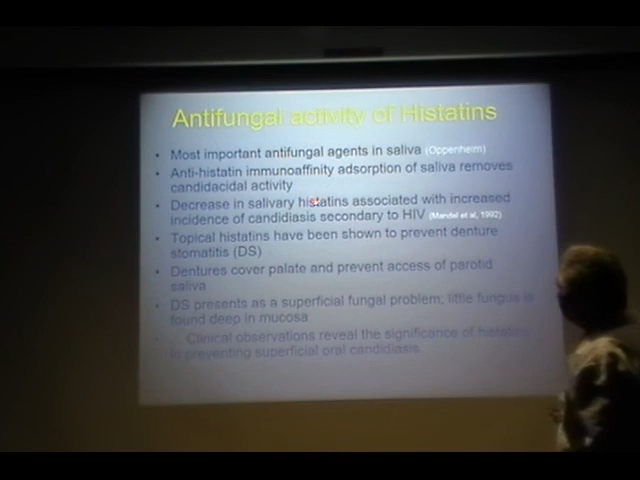 Antifungal activity of Histatins
• Most important antifungal agents in saliva (Oppenheim)
• Anti-histatin immunoaffinity adsorption of saliva removes
candidacidal activity
• Decrease in salivary histatins associated with increased
incidence of candidiasis secondary to HIV (Mandel et al, 1992)
• Topical histatins have been shown to prevent denture
stomatitis (DS)
• Dentures cover palate and prevent access of parotid
saliva
• DS presents as a superficial fungal problem; little fungus is
found deep in mucosa
• Clinical observations reveal the significance of histatins
in preventing superficial oral candidiasis